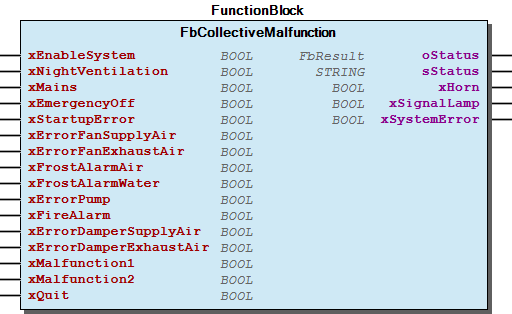 FunctionBlock
FbCollectiveMalfunction
xEnableSystem BOOL FbResult oStatus
xNightVentilation BOOL STRING sStatus
xMains BOOL BOOL xHorn
xEmergencyOff BOOL BOOL xSignalLamp
xStartupError BOOL BOOL xSystemError
xErrorFanSupplyAir BOOL
xErrorFanExhaustAir BOOL
xFrostAlarmAir BOOL
xFrostAlarmWater BOOL
xErrorPump BOOL
xFireAlarm BOOL
xErrorDamperSupplyAir BOOL
xErrorDamperExhaustAir BOOL
xMalfunction1 BOOL
xMalfunction2 BOOL
xQuit BOOL